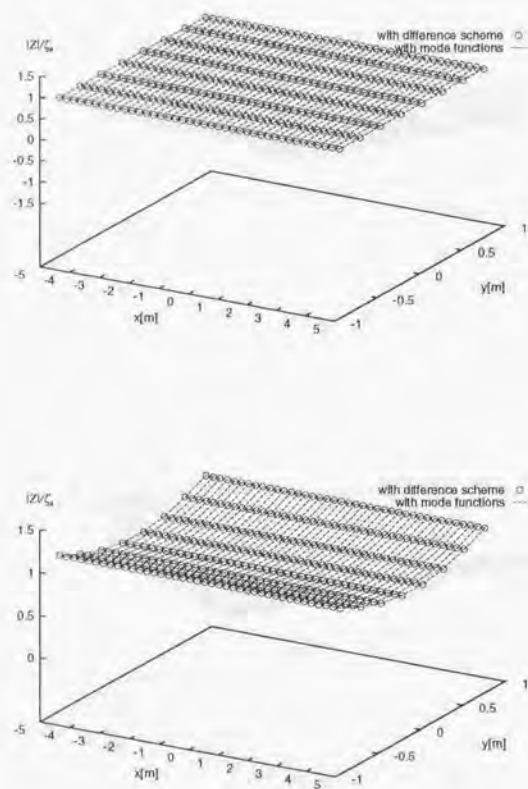 |Z|/ζa
with difference scheme
with mode functions
1.5
1
0.5
0
-0.5
-1
-1.5
-5 -4 -3 -2 -1 0 1 2 3 4 5
x[m]
-1 -0.5 0 0.5 1
y[m]
|Z|/ζa
with difference scheme
with mode functions
1.5
1
0.5
0
-5 -4 -3 -2 -1 0 1 2 3 4 5
x[m]
-1 -0.5 0 0.5 1
y[m]